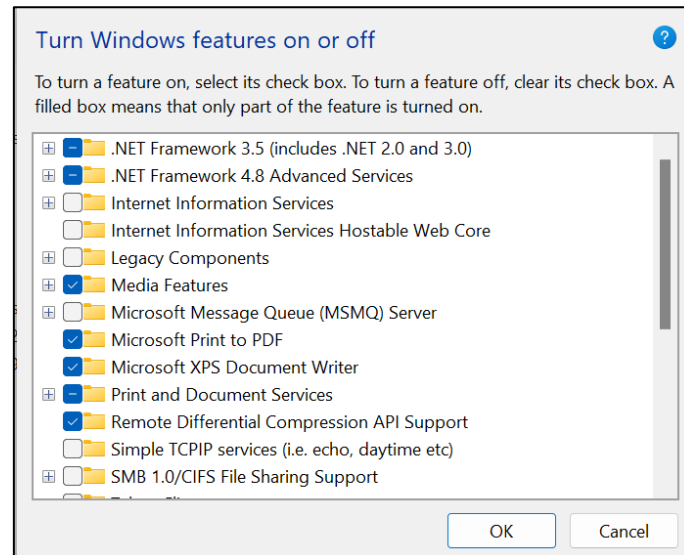 Turn Windows features on or off
?
To turn a feature on, select its check box. To turn a feature off, clear its check box. A
filled box means that only part of the feature is turned on.
.NET Framework 3.5 (includes .NET 2.0 and 3.0)
.NET Framework 4.8 Advanced Services
Internet Information Services
Internet Information Services Hostable Web Core
Legacy Components
Media Features
Microsoft Message Queue (MSMQ) Server
Microsoft Print to PDF
Microsoft XPS Document Writer
Print and Document Services
Remote Differential Compression API Support
Simple TCPIP services (i.e. echo, daytime etc)
SMB 1.0/CIFS File Sharing Support
OK Cancel